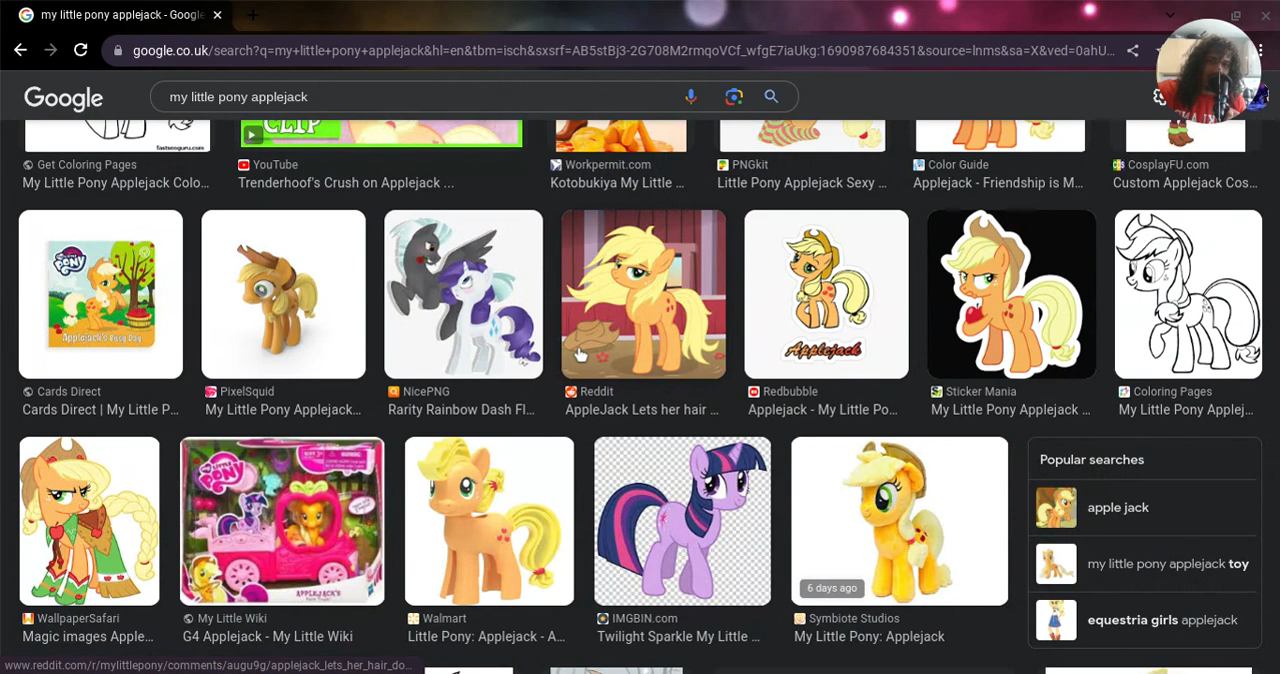 my little pony applejack - Google
google.co.uk/search?q=my+little+pony+applejack&hl=en&tbm=isch&sxsrf=AB5stBj3-2G708M2rmqoVCf_wfgE7iaUkg:1690987684351&source=lnms&sa=X&ved=0ahU...
Google
my little pony applejack
CLIP
Get Coloring Pages
My Little Pony Applejack Colo...
YouTube
Trenderhoof's Crush on Applejack ...
Workpermit.com
Kotobukiya My Little ...
PNGkit
Little Pony Applejack Sexy ...
Color Guide
Applejack - Friendship is M...
CosplayFU.com
Custom Applejack Cos...
My Little PONY
Applejack's Busy Day
Applejack
Cards Direct
Cards Direct | My Little P...
PixelSquid
My Little Pony Applejack...
NicePNG
Rarity Rainbow Dash Fl...
Reddit
AppleJack Lets her hair ...
Redbubble
Applejack - My Little Po...
Sticker Mania
My Little Pony Applejack ...
Coloring Pages
My Little Pony Applej...
Pony
APPLEJACK'S
6 days ago
WallpaperSafari
Magic images Apple...
My Little Wiki
G4 Applejack - My Little Wiki
Walmart
Little Pony: Applejack - A...
IMGBIN.com
Twilight Sparkle My Little ...
Symbiote Studios
My Little Pony: Applejack
Popular searches
apple jack
my little pony applejack toy
equestria girls applejack
www.reddit.com/r/mylittlepony/comments/augu9g/applejack_lets_her_hair_do...